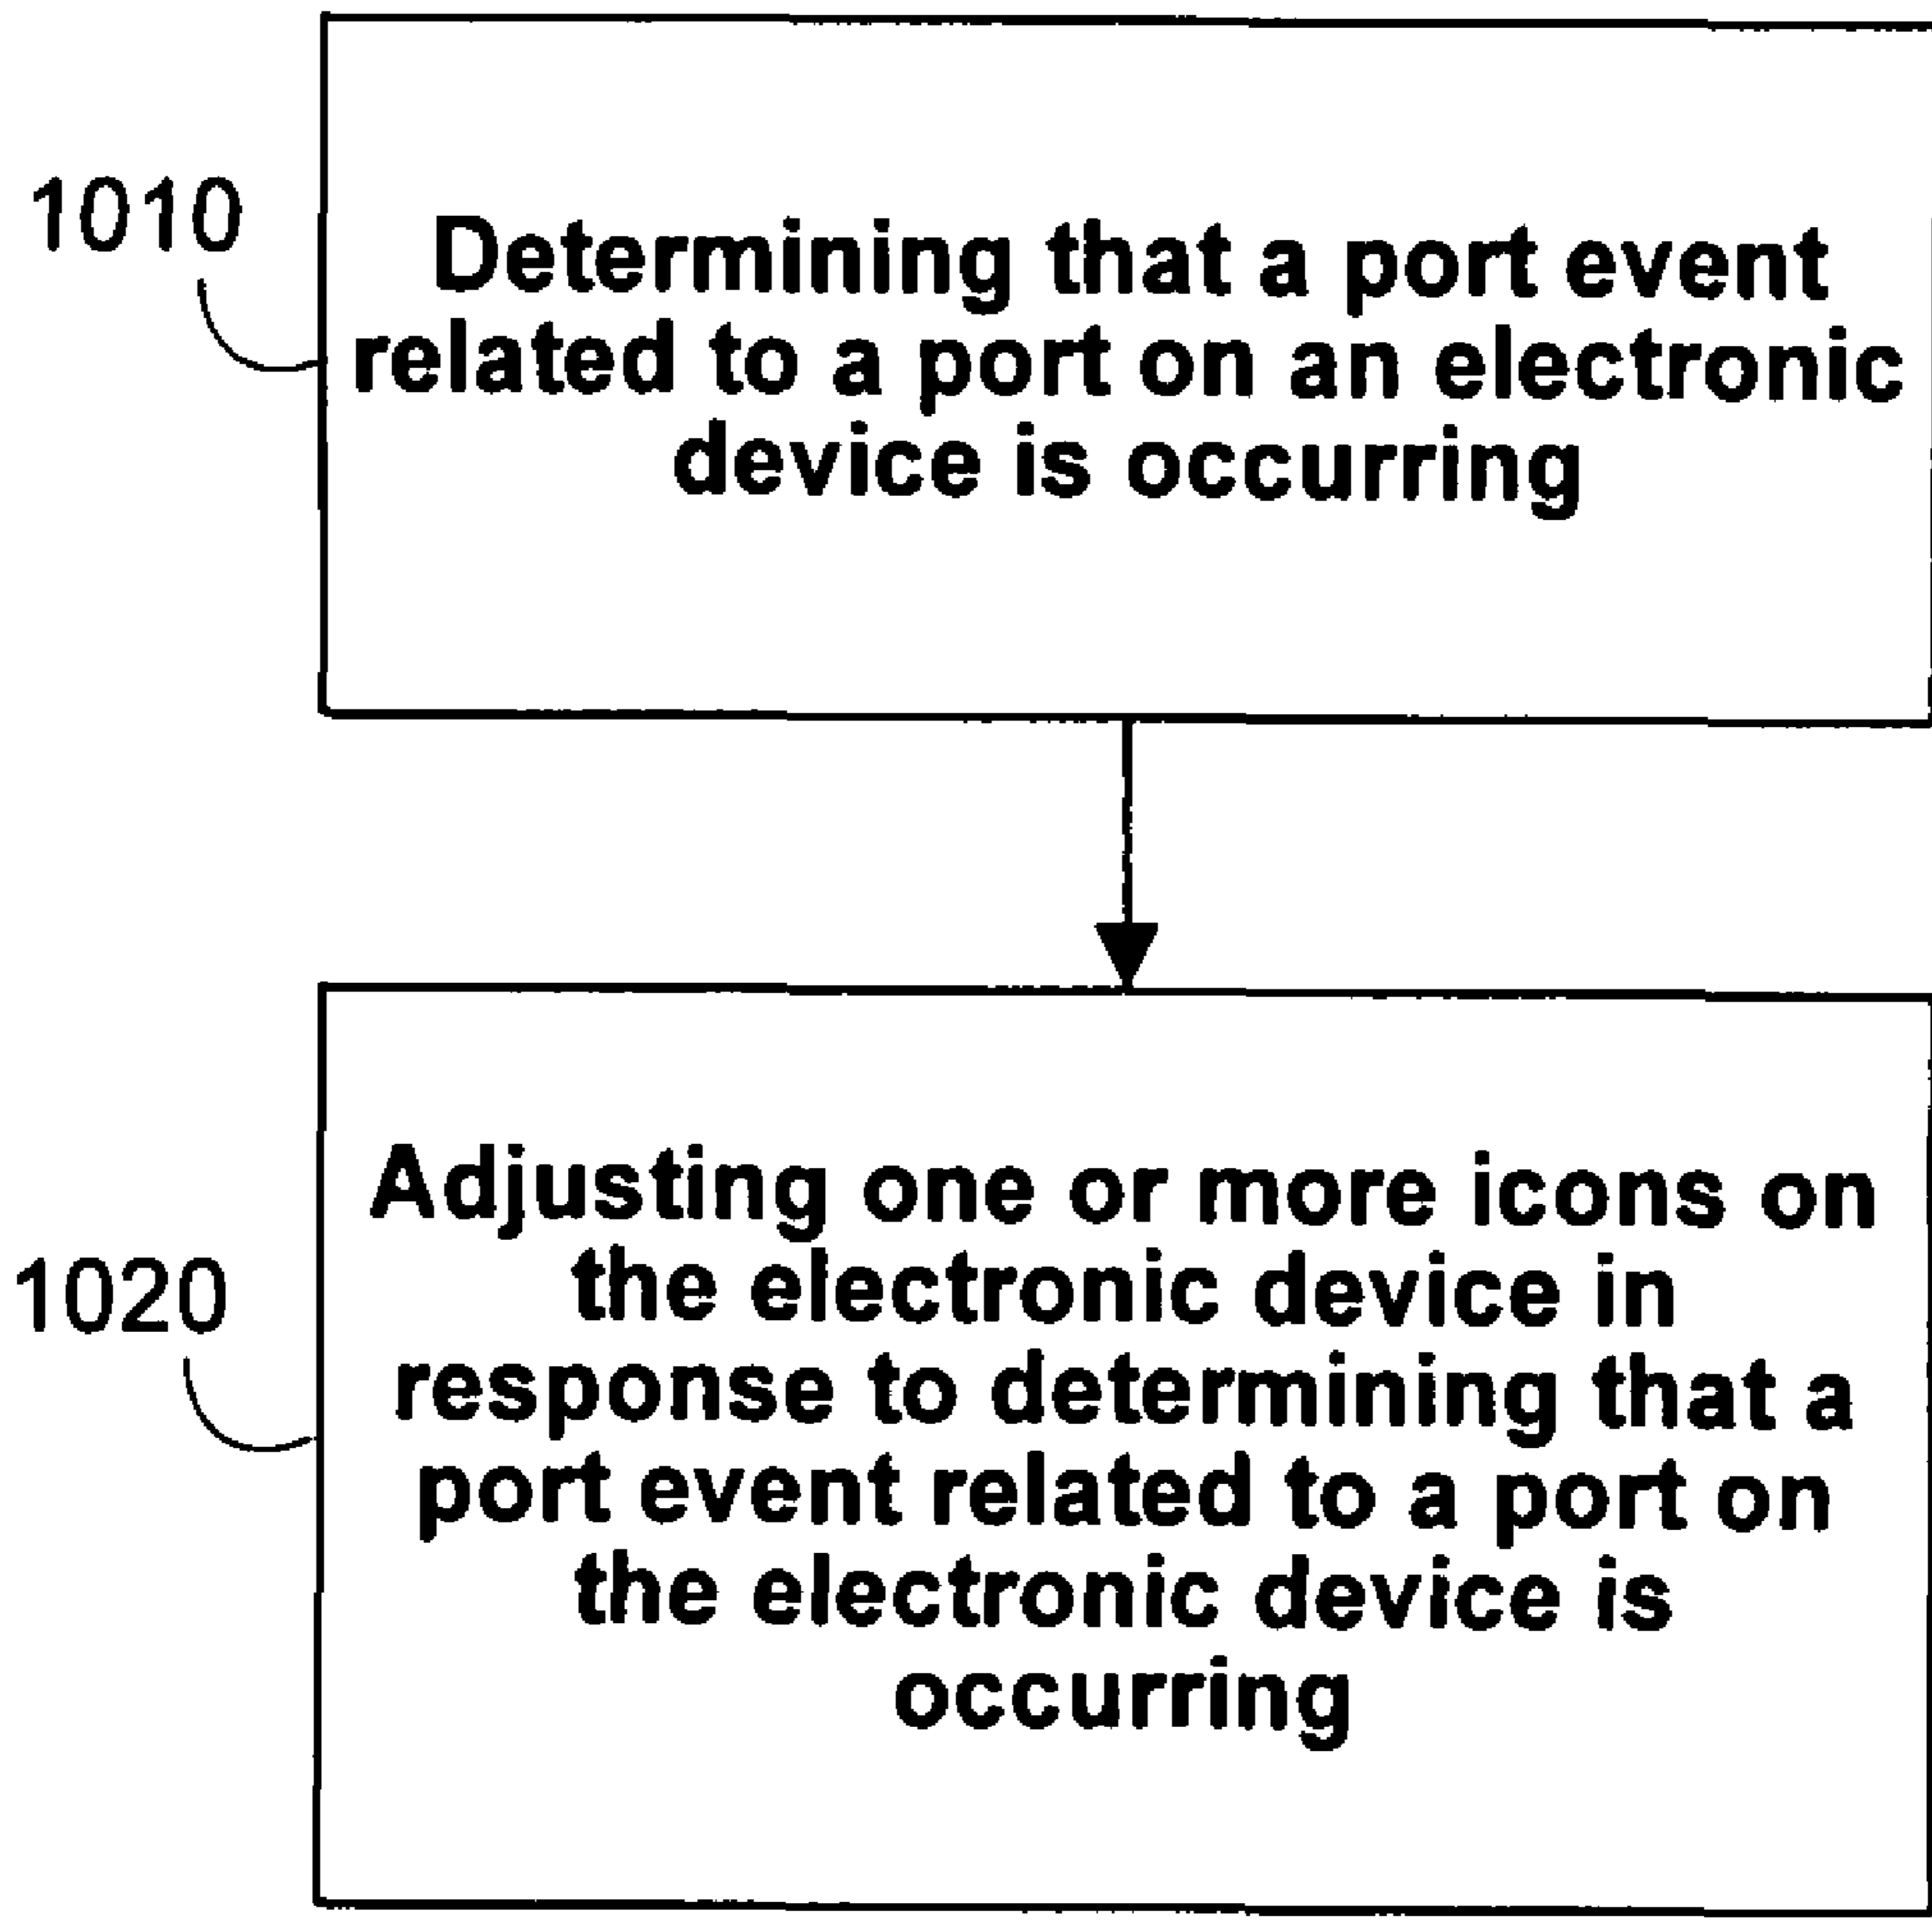 1010
Determining that a port event
related to a port on an electronic
device is occurring
1020
Adjusting one or more icons on
the electronic device in
response to determining that a
port event related to a port on
the electronic device is
occurring